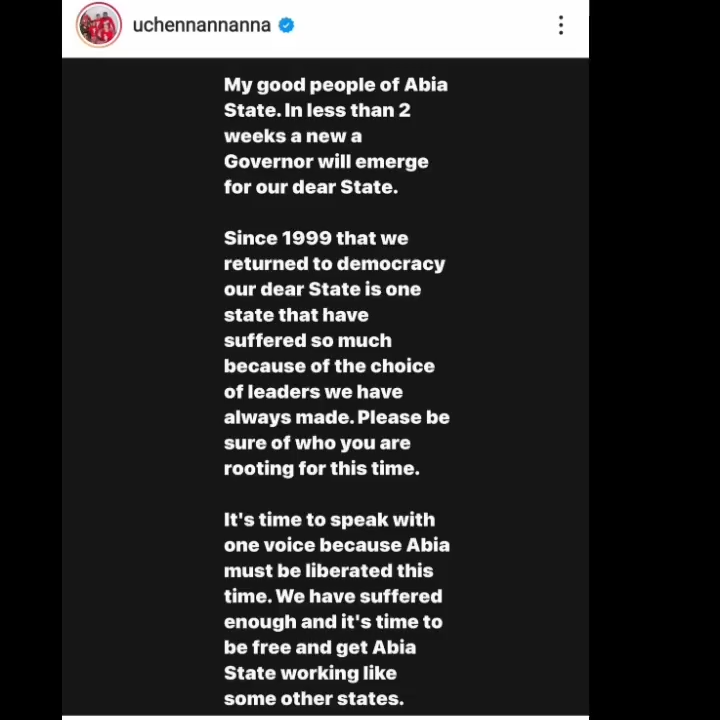 uchennannanna
My good people of Abia
State. In less than 2
weeks a new a
Governor will emerge
for our dear State.
Since 1999 that we
returned to democracy
our dear State is one
state that have
suffered so much
because of the choice
of leaders we have
always made. Please be
sure of who you are
rooting for this time.
It's time to speak with
one voice because Abia
must be liberated this
time. We have suffered
enough and it's time to
be free and get Abia
State working like
some other states.